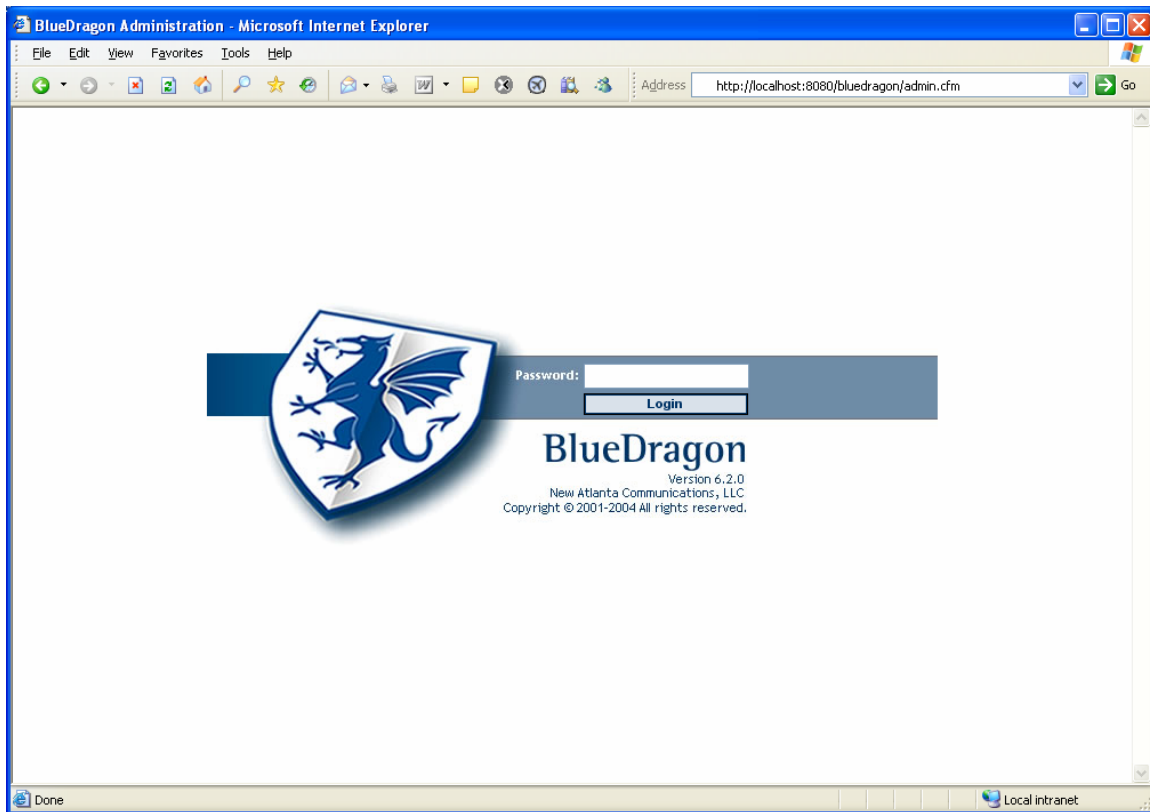 BlueDragon Administration - Microsoft Internet Explorer
File Edit View Favorites Tools Help
Address http://localhost:8080/bluedragon/admin.cfm Go
Password:
Login
BlueDragon
Version 6.2.0
New Atlanta Communications, LLC
Copyright © 2001-2004 All rights reserved.
Done Local intranet